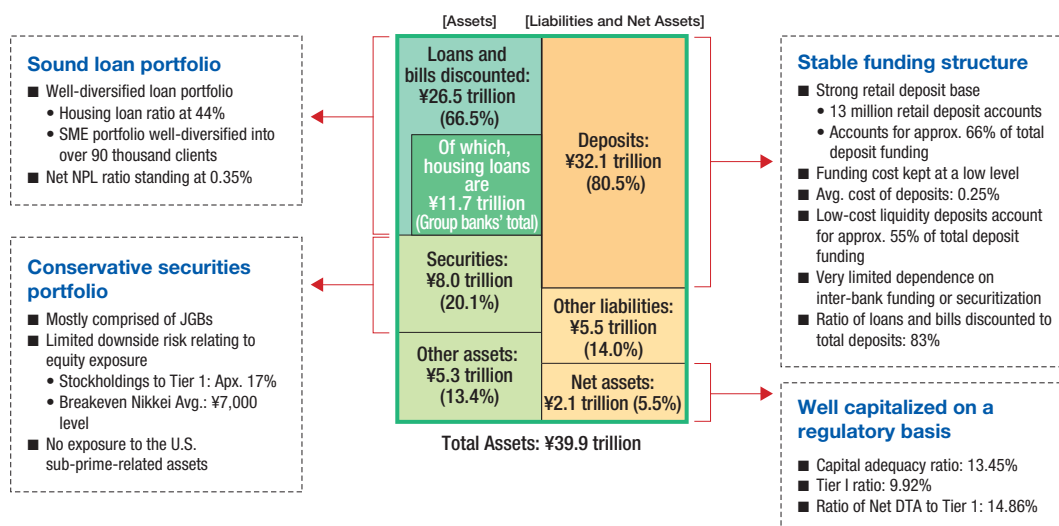 [Assets]
[Liabilities and Net Assets]
Sound loan portfolio
■ Well-diversified loan portfolio
• Housing loan ratio at 44%
• SME portfolio well-diversified into
over 90 thousand clients
■ Net NPL ratio standing at 0.35%
Conservative securities
portfolio
■ Mostly comprised of JGBs
■ Limited downside risk relating to
equity exposure
• Stockholdings to Tier 1: Apx. 17%
• Breakeven Nikkei Avg.: ¥7,000
level
■ No exposure to the U.S.
sub-prime-related assets
Loans and
bills discounted:
¥26.5 trillion
(66.5%)
Of which,
housing loans
are
¥11.7 trillion
(Group banks' total)
Securities:
¥8.0 trillion
(20.1%)
Other assets:
¥5.3 trillion
(13.4%)
Deposits:
¥32.1 trillion
(80.5%)
Other liabilities:
¥5.5 trillion
(14.0%)
Net assets:
¥2.1 trillion (5.5%)
Total Assets: ¥39.9 trillion
Stable funding structure
■ Strong retail deposit base
• 13 million retail deposit accounts
• Accounts for approx. 66% of total
deposit funding
■ Funding cost kept at a low level
■ Avg. cost of deposits: 0.25%
■ Low-cost liquidity deposits account
for approx. 55% of total deposit
funding
■ Very limited dependence on
inter-bank funding or securitization
■ Ratio of loans and bills discounted to
total deposits: 83%
Well capitalized on a
regulatory basis
■ Capital adequacy ratio: 13.45%
■ Tier I ratio: 9.92%
■ Ratio of Net DTA to Tier 1: 14.86%